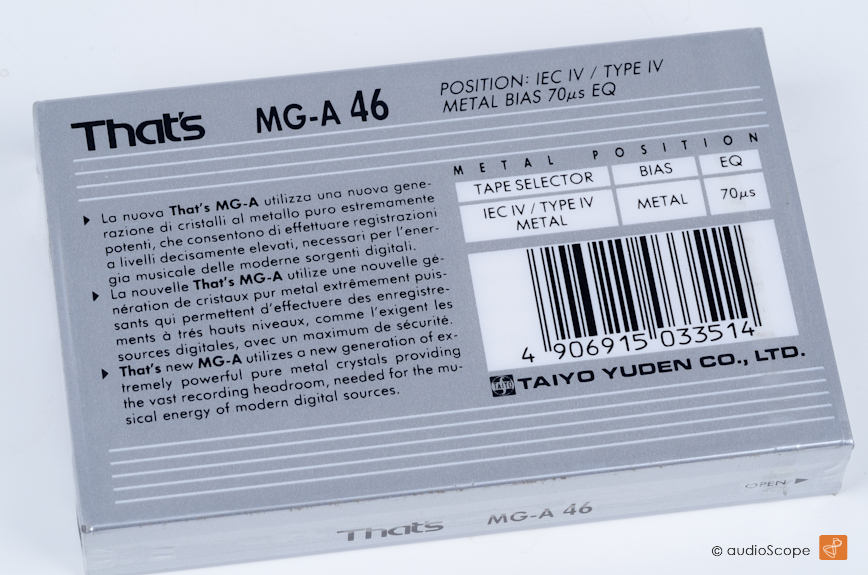 That's MG-A 46
POSITION: IEC IV / TYPE IV
METAL BIAS 70µs EQ
▶ La nuova That's MG-A utilizza una nuova gene-
razione di cristalli al metallo puro estremamente
potenti, che consentono di effettuare registrazioni
a livelli decisamente elevati, necessari per l'ener-
gia musicale delle moderne sorgenti digitali.
▶ La nouvelle That's MG-A utilize une nouvelle gé-
nération de cristaux pur metal extrêmement puis-
sants qui permettent d'effectuere des enregistre-
ments à trés hauts niveaux, comme l'exigent les
sources digitales, avec un maximum de sécurité.
▶ That's new MG-A utilizes a new generation of ex-
tremely powerful pure metal crystals providing
the vast recording headroom, needed for the mu-
sical energy of modern digital sources.
METAL POSITION
TAPE SELECTOR BIAS EQ
IEC IV / TYPE IV METAL 70µs
METAL
4 906915 033514
TAIYO TAIYO YUDEN CO., LTD.
That's MG-A 46
OPEN ▶
© audioScope